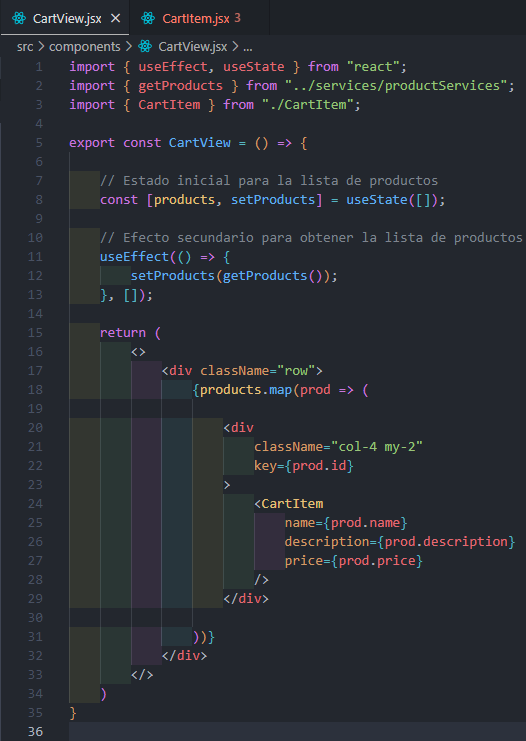 CartView.jsx × CartItem.jsx 3
src > components > CartView.jsx > ...
1 import { useEffect, useState } from "react";
2 import { getProducts } from "../services/productServices";
3 import { CartItem } from "./CartItem";
4
5 export const CartView = () => {
6
7 // Estado inicial para la lista de productos
8 const [products, setProducts] = useState([]);
9
10 // Efecto secundario para obtener la lista de productos
11 useEffect(() => {
12 setProducts(getProducts());
13 }, []);
14
15 return (
16 <>
17 <div className="row">
18 {products.map(prod => (
19
20 <div
21 className="col-4 my-2"
22 key={prod.id}
23 >
24 <CartItem
25 name={prod.name}
26 description={prod.description}
27 price={prod.price}
28 />
29 </div>
30
31 ))}
32 </div>
33 </>
34 )
35 }
36